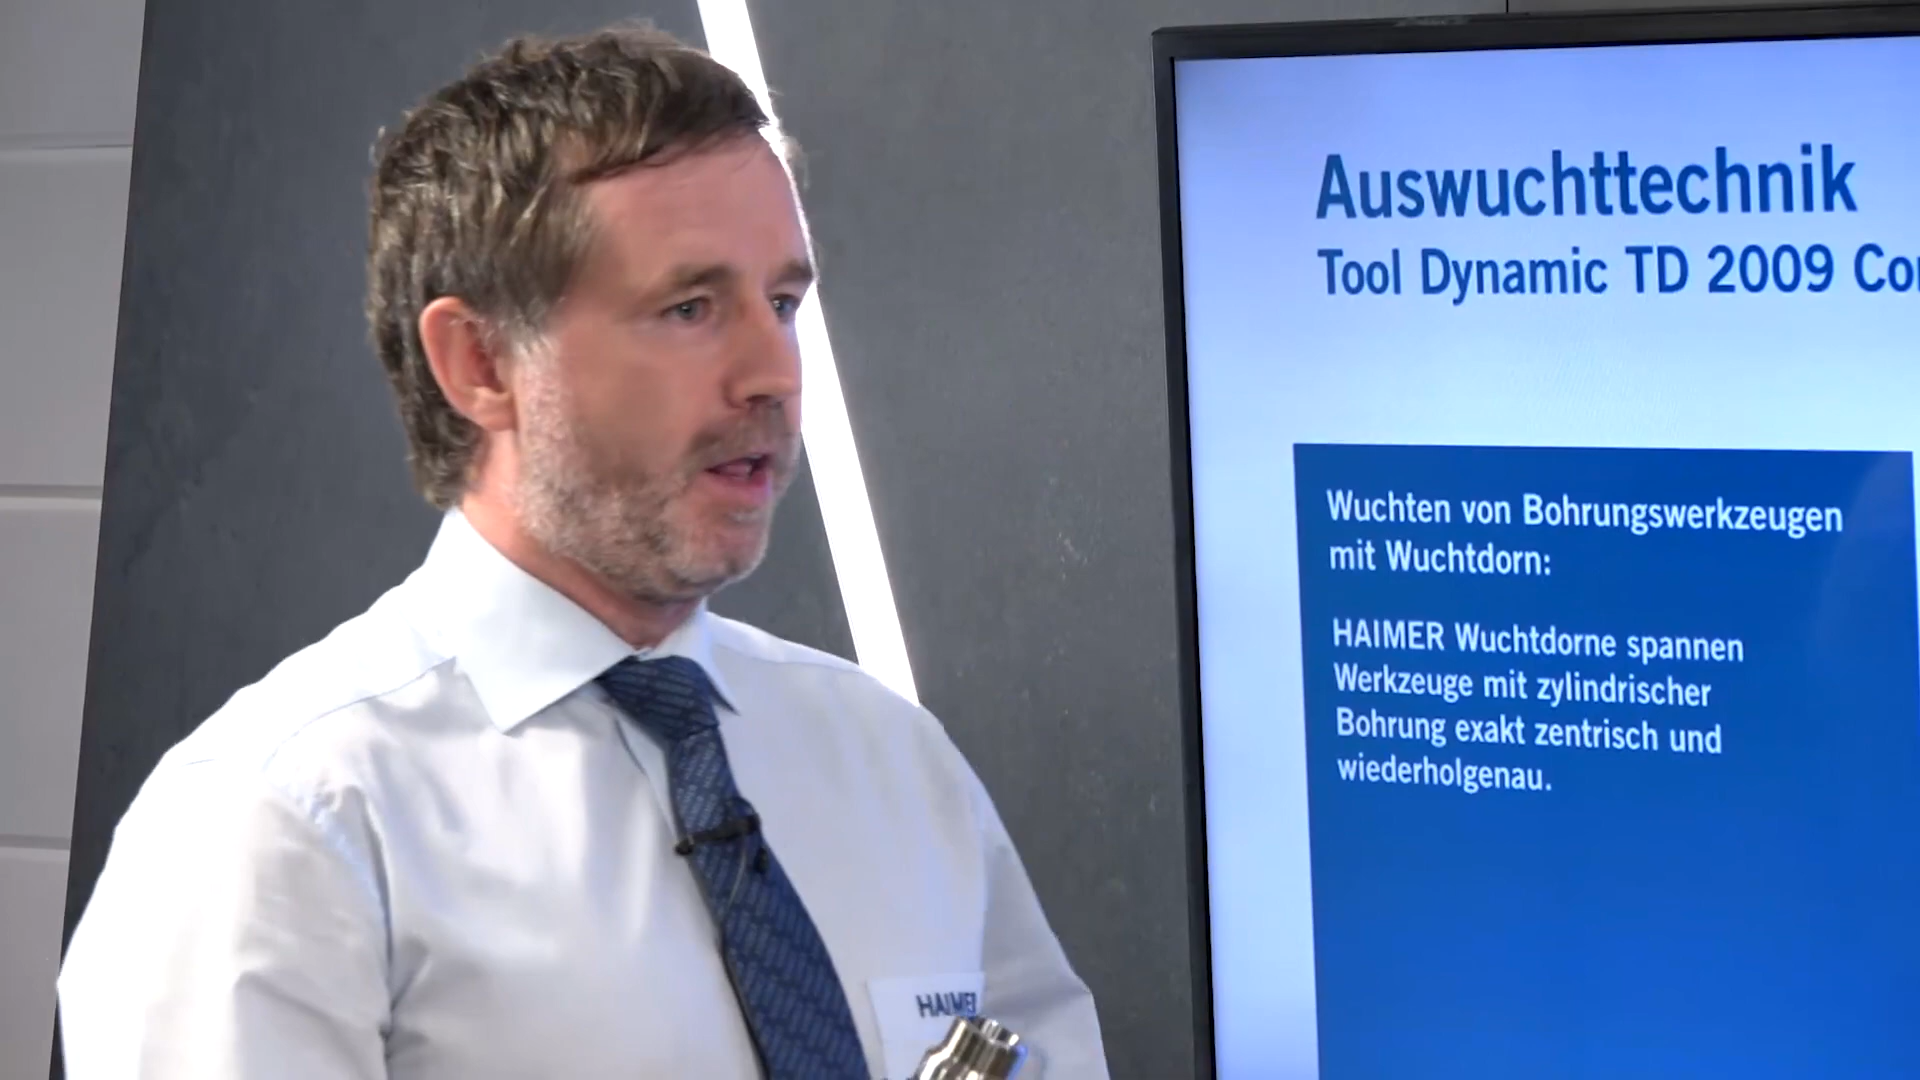 Auswuchttechnik
Tool Dynamic TD 2009
Wuchten von Bohrungswerkzeugen
mit Wuchtdorn:
HAIMER Wuchtdorne spannen
Werkzeuge mit zylindrischer
Bohrung exakt zentrisch und
wiederholgenau.
HAIMER